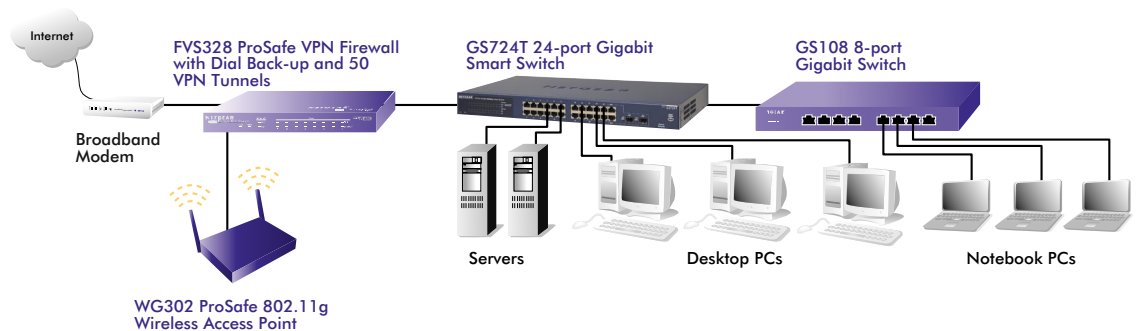 Internet
FVS328 ProSafe VPN Firewall
with Dial Back-up and 50
VPN Tunnels
GS724T 24-port Gigabit
Smart Switch
GS108 8-port
Gigabit Switch
NETGEAR
NETGEAR
Broadband
Modem
Servers
Desktop PCs
Notebook PCs
WG302 ProSafe 802.11g
Wireless Access Point